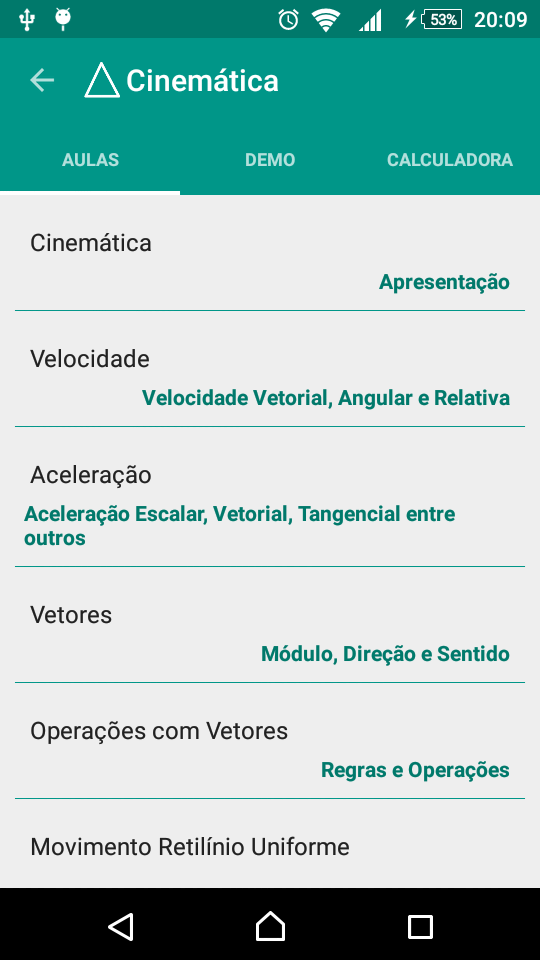 53%
20:09
Cinemática
AULAS
DEMO
CALCULADORA
Cinemática
Apresentação
Velocidade
Velocidade Vetorial, Angular e Relativa
Aceleração
Aceleração Escalar, Vetorial, Tangencial entre
outros
Vetores
Módulo, Direção e Sentido
Operações com Vetores
Regras e Operações
Movimento Retilínio Uniforme